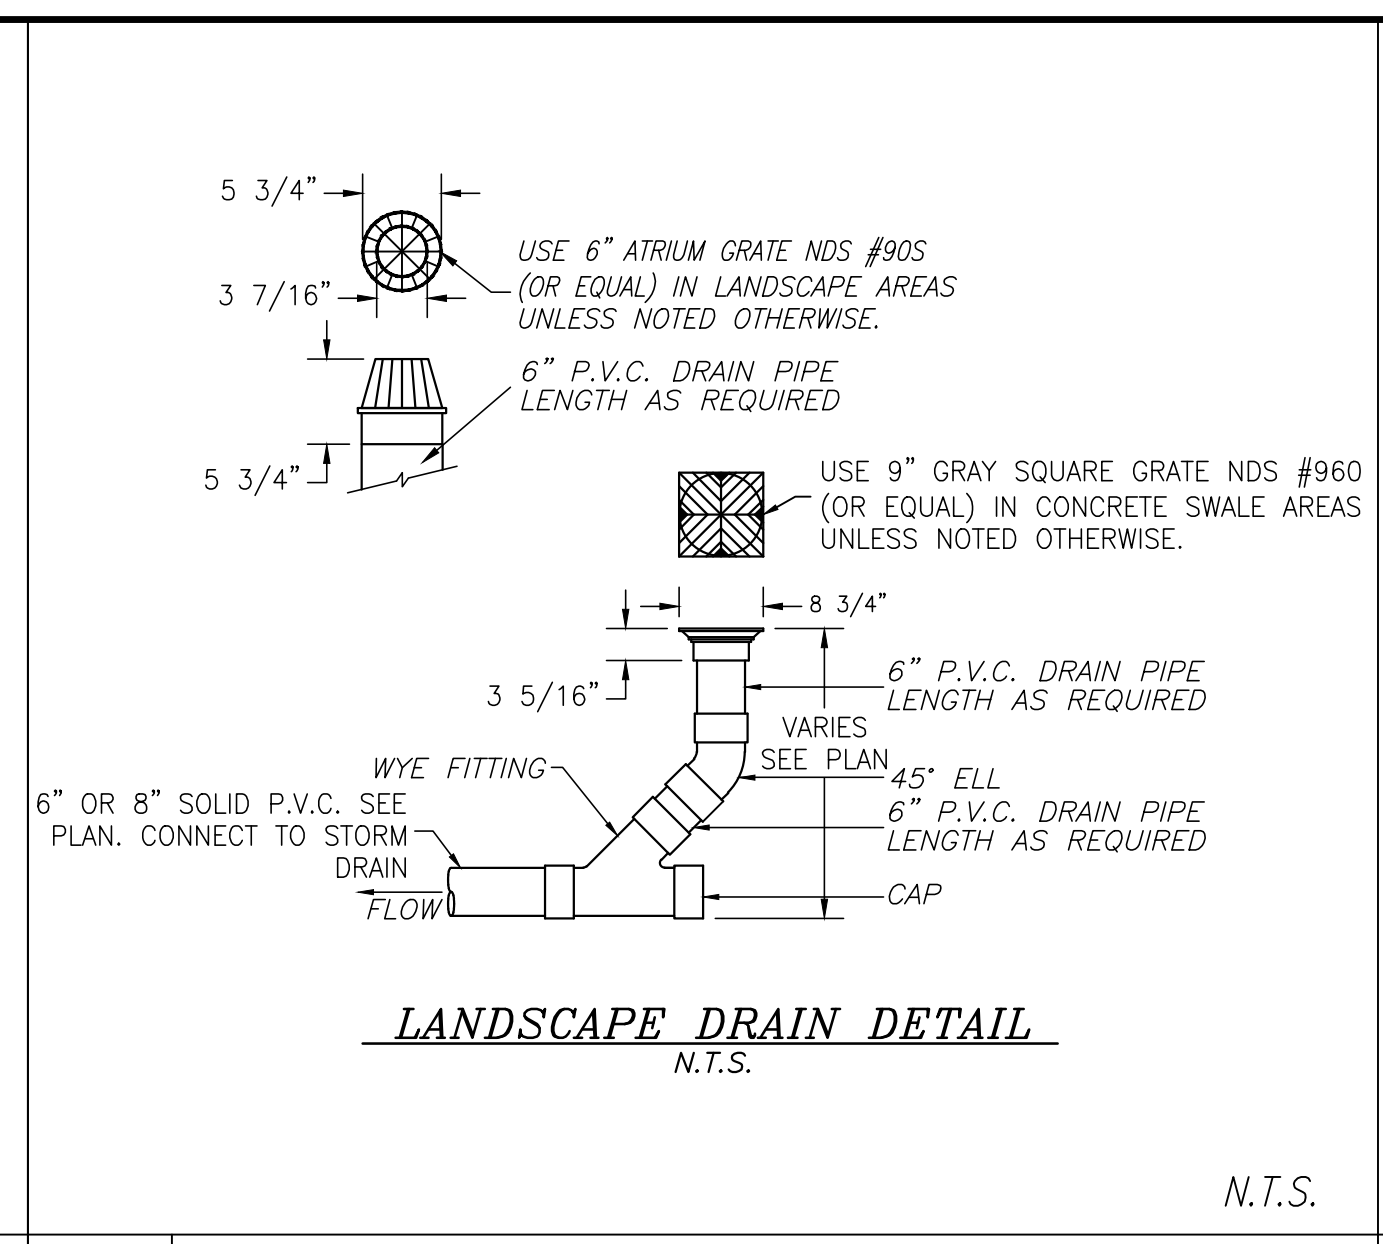 5 3/4"
USE 6" ATRIUM GRATE NDS #90S
(OR EQUAL) IN LANDSCAPE AREAS
UNLESS NOTED OTHERWISE.
3 7/16"
6" P.V.C. DRAIN PIPE
LENGTH AS REQUIRED
5 3/4"
USE 9" GRAY SQUARE GRATE NDS #960
(OR EQUAL) IN CONCRETE SWALE AREAS
UNLESS NOTED OTHERWISE.
8 3/4"
3 5/16"
6" P.V.C. DRAIN PIPE
LENGTH AS REQUIRED
VARIES
SEE PLAN
WYE FITTING
45° ELL
6" OR 8" SOLID P.V.C. SEE
PLAN. CONNECT TO STORM
DRAIN
6" P.V.C. DRAIN PIPE
LENGTH AS REQUIRED
FLOW
CAP
LANDSCAPE DRAIN DETAIL
N.T.S.
N.T.S.